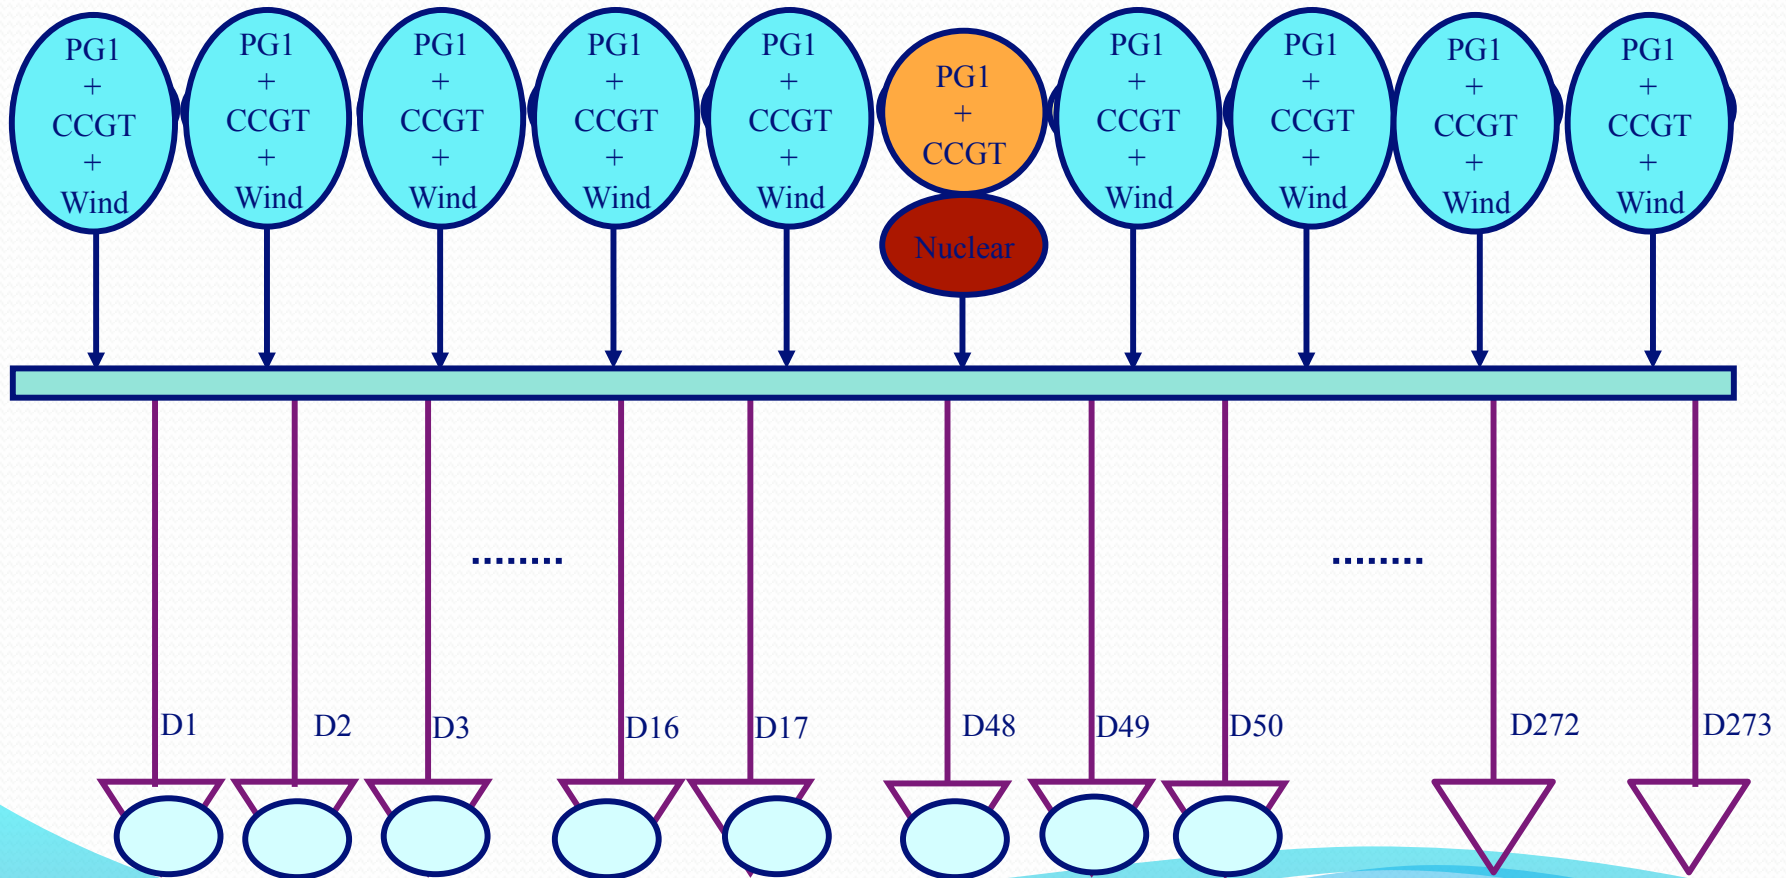 PG1
+
CCGT
+
Wind
PG1
+
CCGT
+
Wind
PG1
+
CCGT
+
Wind
PG1
+
CCGT
+
Wind
PG1
+
CCGT
+
Wind
PG1
+
CCGT
Nuclear
PG1
+
CCGT
+
Wind
PG1
+
CCGT
+
Wind
PG1
+
CCGT
+
Wind
PG1
+
CCGT
+
Wind
........
........
D1
D2
D3
D16
D17
D48
D49
D50
D272
D273